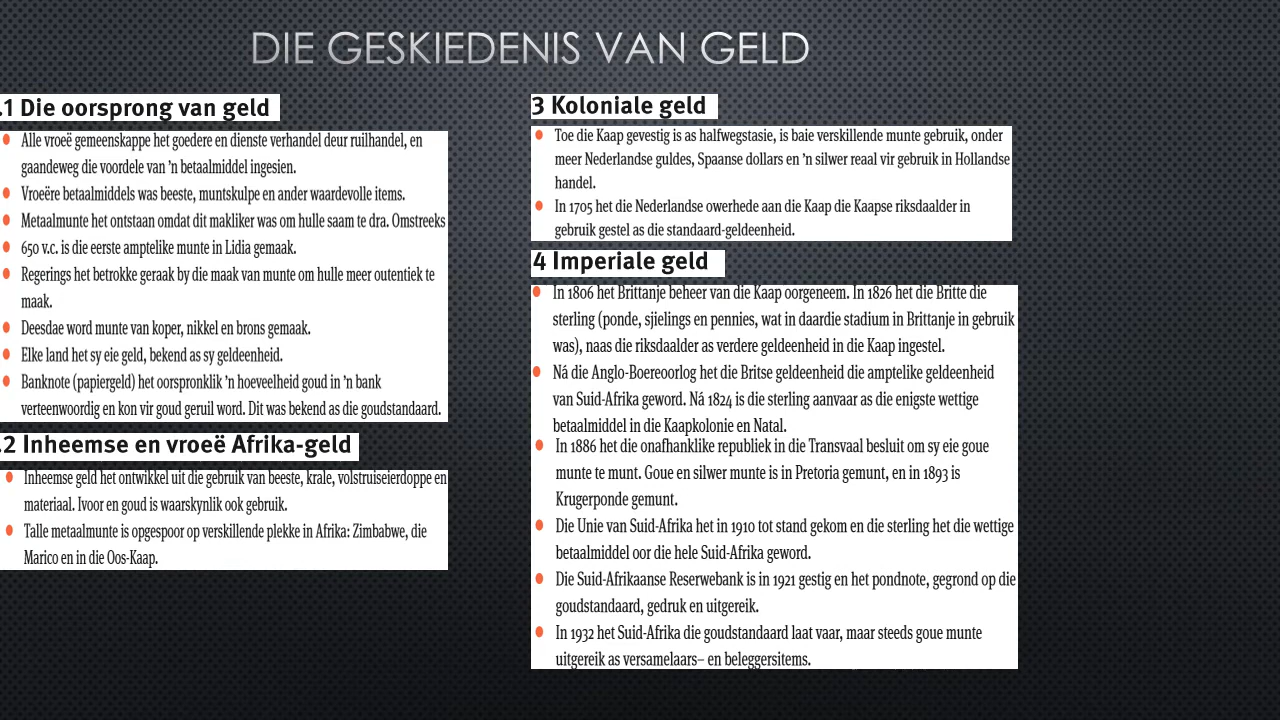 DIE GESKIEDENIS VAN GELD
.1 Die oorsprong van geld
Alle vroeë gemeenskappe het goedere en dienste verhandel deur ruilhandel, en
gaandeweg die voordele van ’n betaalmiddel ingesien.
Vroeëre betaalmiddels was beeste, muntskulpe en ander waardevolle items.
Metaalmunte het ontstaan omdat dit makliker was om hulle saam te dra. Omstreeks
650 v.c. is die eerste amptelike munte in Lidia gemaak.
Regerings het betrokke geraak by die maak van munte om hulle meer outentiek te
maak.
Deesdae word munte van koper, nikkel en brons gemaak.
Elke land het sy eie geld, bekend as sy geldeenheid.
Banknote (papiergeld) het oorspronklik ’n hoeveelheid goud in ’n bank
verteenwoordig en kon vir goud geruil word. Dit was bekend as die goudstandaard.
.2 Inheemse en vroeë Afrika-geld
Inheemse geld het ontwikkel uit die gebruik van beeste, krale, volstruiseierdoppe en
materiaal. Ivoor en goud is waarskynlik ook gebruik.
Talle metaalmunte is opgespoor op verskillende plekke in Afrika: Zimbabwe, die
Marico en in die Oos-Kaap.
3 Koloniale geld
Toe die Kaap gevestig is as halfwegstasie, is baie verskillende munte gebruik, onder
meer Nederlandse guldes, Spaanse dollars en ’n silwer reaal vir gebruik in Hollandse
handel.
In 1705 het die Nederlandse owerhede aan die Kaap die Kaapse riksdaalder in
gebruik gestel as die standaard-geldeenheid.
4 Imperiale geld
In 1806 het Brittanje beheer van die Kaap oorgeneem. In 1826 het die Britte die
sterling (ponde, sjielings en pennies, wat in daardie stadium in Brittanje in gebruik
was), naas die riksdaalder as verdere geldeenheid in die Kaap ingestel.
Ná die Anglo-Boereoorlog het die Britse geldeenheid die amptelike geldeenheid
van Suid-Afrika geword. Ná 1824 is die sterling aanvaar as die enigste wettige
betaalmiddel in die Kaapkolonie en Natal.
In 1886 het die onafhanklike republiek in die Transvaal besluit om sy eie goue
munte te munt. Goue en silwer munte is in Pretoria gemunt, en in 1893 is
Krugerponde gemunt.
Die Unie van Suid-Afrika het in 1910 tot stand gekom en die sterling het die wettige
betaalmiddel oor die hele Suid-Afrika geword.
Die Suid-Afrikaanse Reserwebank is in 1921 gestig en het pondnote, gegrond op die
goudstandaard, gedruk en uitgereik.
In 1932 het Suid-Afrika die goudstandaard laat vaar, maar steeds goue munte
uitgereik as versamelaars– en beleggersitems.